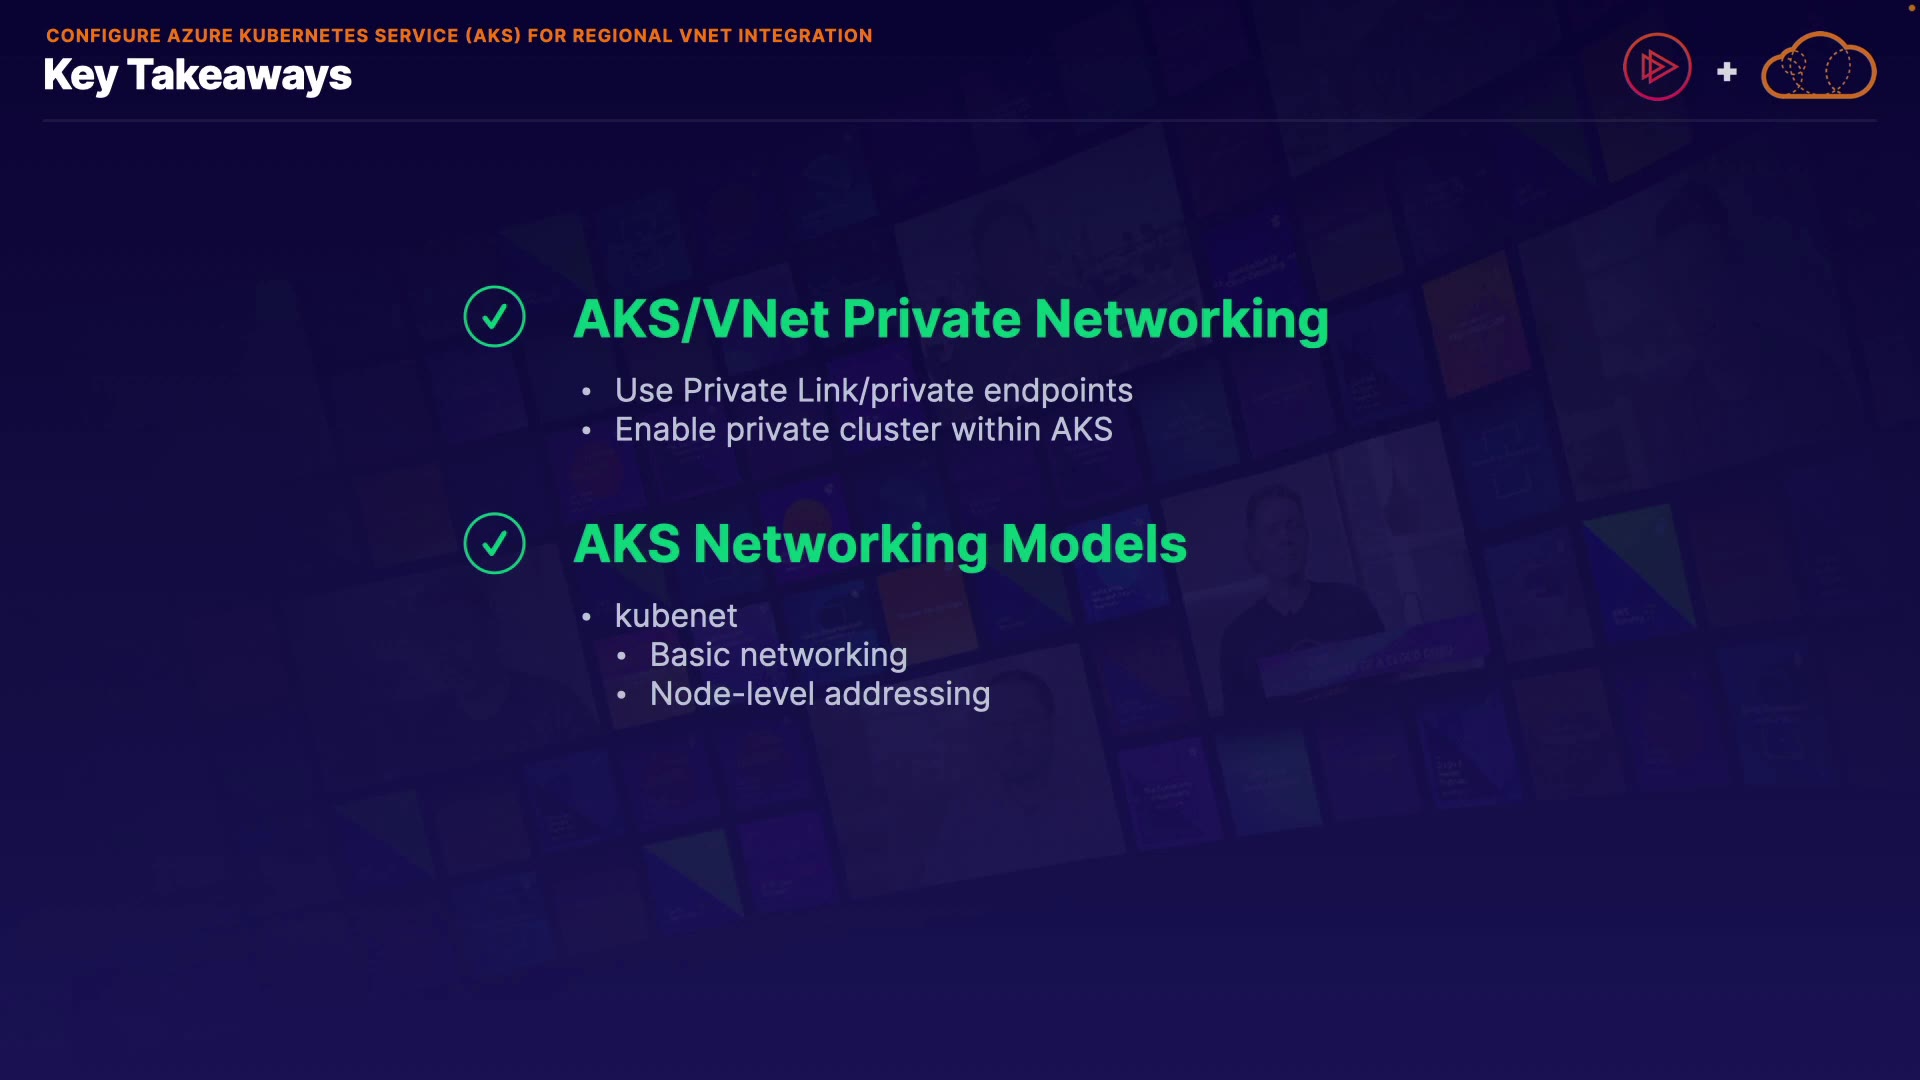 CONFIGURE AZURE KUBERNETES SERVICE (AKS) FOR REGIONAL VNET INTEGRATION
Key Takeaways
AKS/VNet Private Networking
• Use Private Link/private endpoints
• Enable private cluster within AKS
AKS Networking Models
• kubenet
• Basic networking
• Node-level addressing